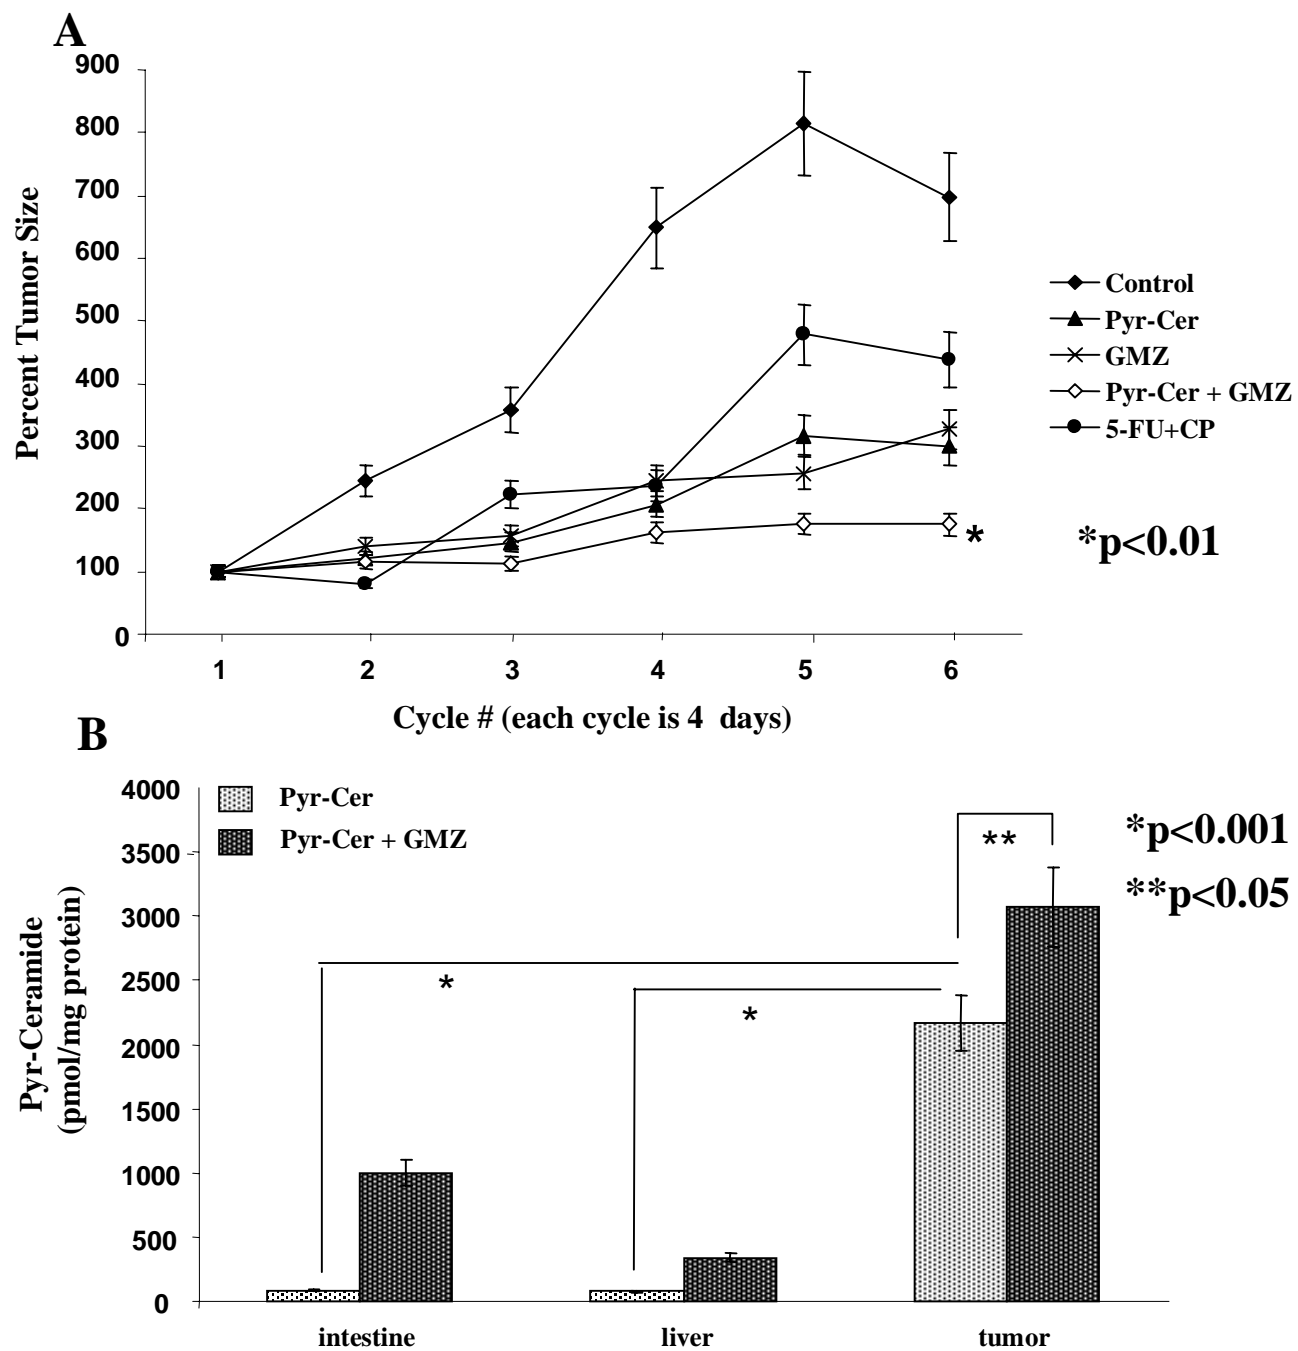 A
900
800
700
600
500
400
300
200
100
0
Percent Tumor Size
1 2 3 4 5 6
Cycle # (each cycle is 4 days)
Control
Pyr-Cer
GMZ
Pyr-Cer + GMZ
5-FU+CP
*
*p<0.01
B
4000
3500
3000
2500
2000
1500
1000
500
0
Pyr-Ceramide
(pmol/mg protein)
Pyr-Cer
Pyr-Cer + GMZ
**
*
*
*p<0.001
**p<0.05
intestine liver tumor